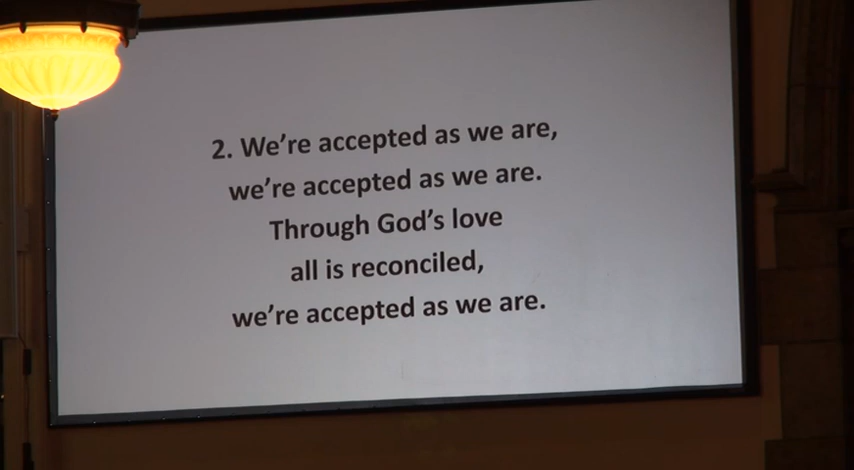 2. We're accepted as we are,
we're accepted as we are.
Through God's love
all is reconciled,
we're accepted as we are.